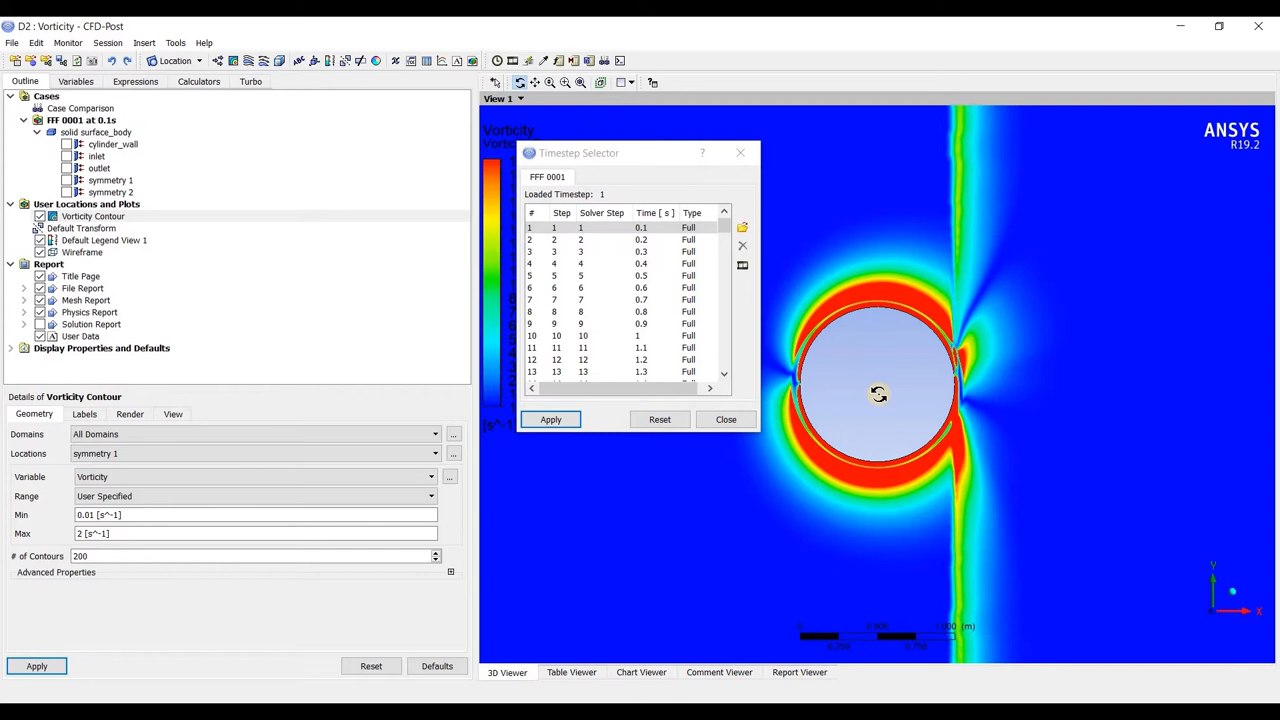 D2 : Vorticity - CFD-Post
File Edit Monitor Session Insert Tools Help
Location
Outline Variables Expressions Calculators Turbo
Cases
Case Comparison
FFF 0001 at 0.1s
solid surface_body
cylinder_wall
inlet
outlet
symmetry 1
symmetry 2
User Locations and Plots
Vorticity Contour
Default Transform
Default Legend View 1
Wireframe
Report
Title Page
File Report
Mesh Report
Physics Report
Solution Report
User Data
Display Properties and Defaults
Details of Vorticity Contour
Geometry Labels Render View
Domains All Domains ...
Locations symmetry 1 ...
Variable Vorticity ...
Range User Specified
Min 0.01 [s^-1]
Max 2 [s^-1]
# of Contours 200
Advanced Properties
Apply Reset Defaults
View 1
Vorticity
ANSYS
R19.2
Timestep Selector
FFF 0001
Loaded Timestep: 1
# Step Solver Step Time [ s ] Type
1 1 1 0.1 Full
2 2 2 0.2 Full
3 3 3 0.3 Full
4 4 4 0.4 Full
5 5 5 0.5 Full
6 6 6 0.6 Full
7 7 7 0.7 Full
8 8 8 0.8 Full
9 9 9 0.9 Full
10 10 10 1 Full
11 11 11 1.1 Full
12 12 12 1.2 Full
13 13 13 1.3 Full
Apply Reset Close
[s^-1
Y
X
0 0.500 1.000 (m)
0.250 0.750
3D Viewer Table Viewer Chart Viewer Comment Viewer Report Viewer